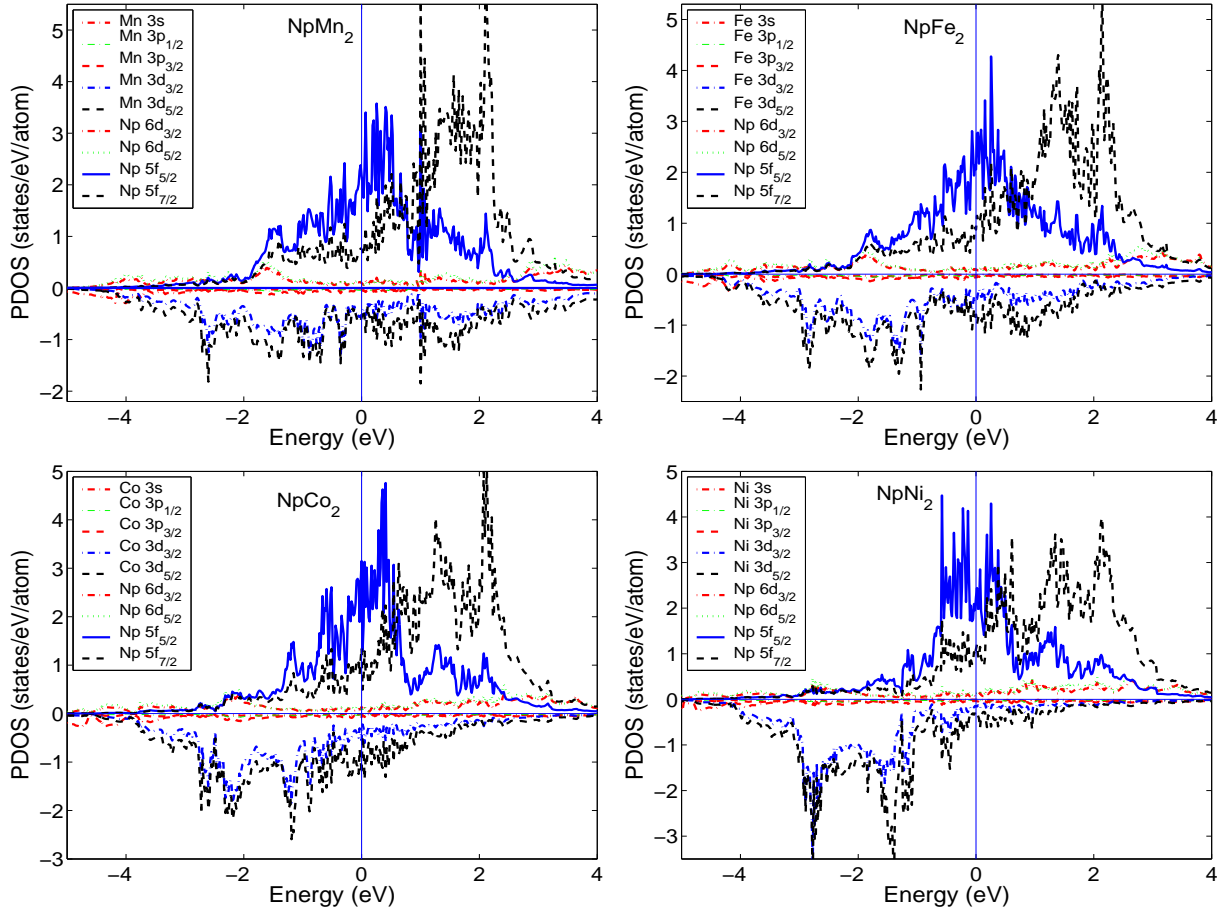 NpMn2
Mn 3s
Mn 3p1/2
Mn 3p3/2
Mn 3d3/2
Mn 3d5/2
Np 6d3/2
Np 6d5/2
Np 5f5/2
Np 5f7/2
PDOS (states/eV/atom)
5
4
3
2
1
0
−1
−2
−4
−2
0
2
4
Energy (eV)
NpFe2
Fe 3s
Fe 3p1/2
Fe 3p3/2
Fe 3d3/2
Fe 3d5/2
Np 6d3/2
Np 6d5/2
Np 5f5/2
Np 5f7/2
PDOS (states/eV/atom)
5
4
3
2
1
0
−1
−2
−4
−2
0
2
4
Energy (eV)
NpCo2
Co 3s
Co 3p1/2
Co 3p3/2
Co 3d3/2
Co 3d5/2
Np 6d3/2
Np 6d5/2
Np 5f5/2
Np 5f7/2
PDOS (states/eV/atom)
5
4
3
2
1
0
−1
−2
−3
−4
−2
0
2
4
Energy (eV)
NpNi2
Ni 3s
Ni 3p1/2
Ni 3p3/2
Ni 3d3/2
Ni 3d5/2
Np 6d3/2
Np 6d5/2
Np 5f5/2
Np 5f7/2
PDOS (states/eV/atom)
5
4
3
2
1
0
−1
−2
−3
−4
−2
0
2
4
Energy (eV)